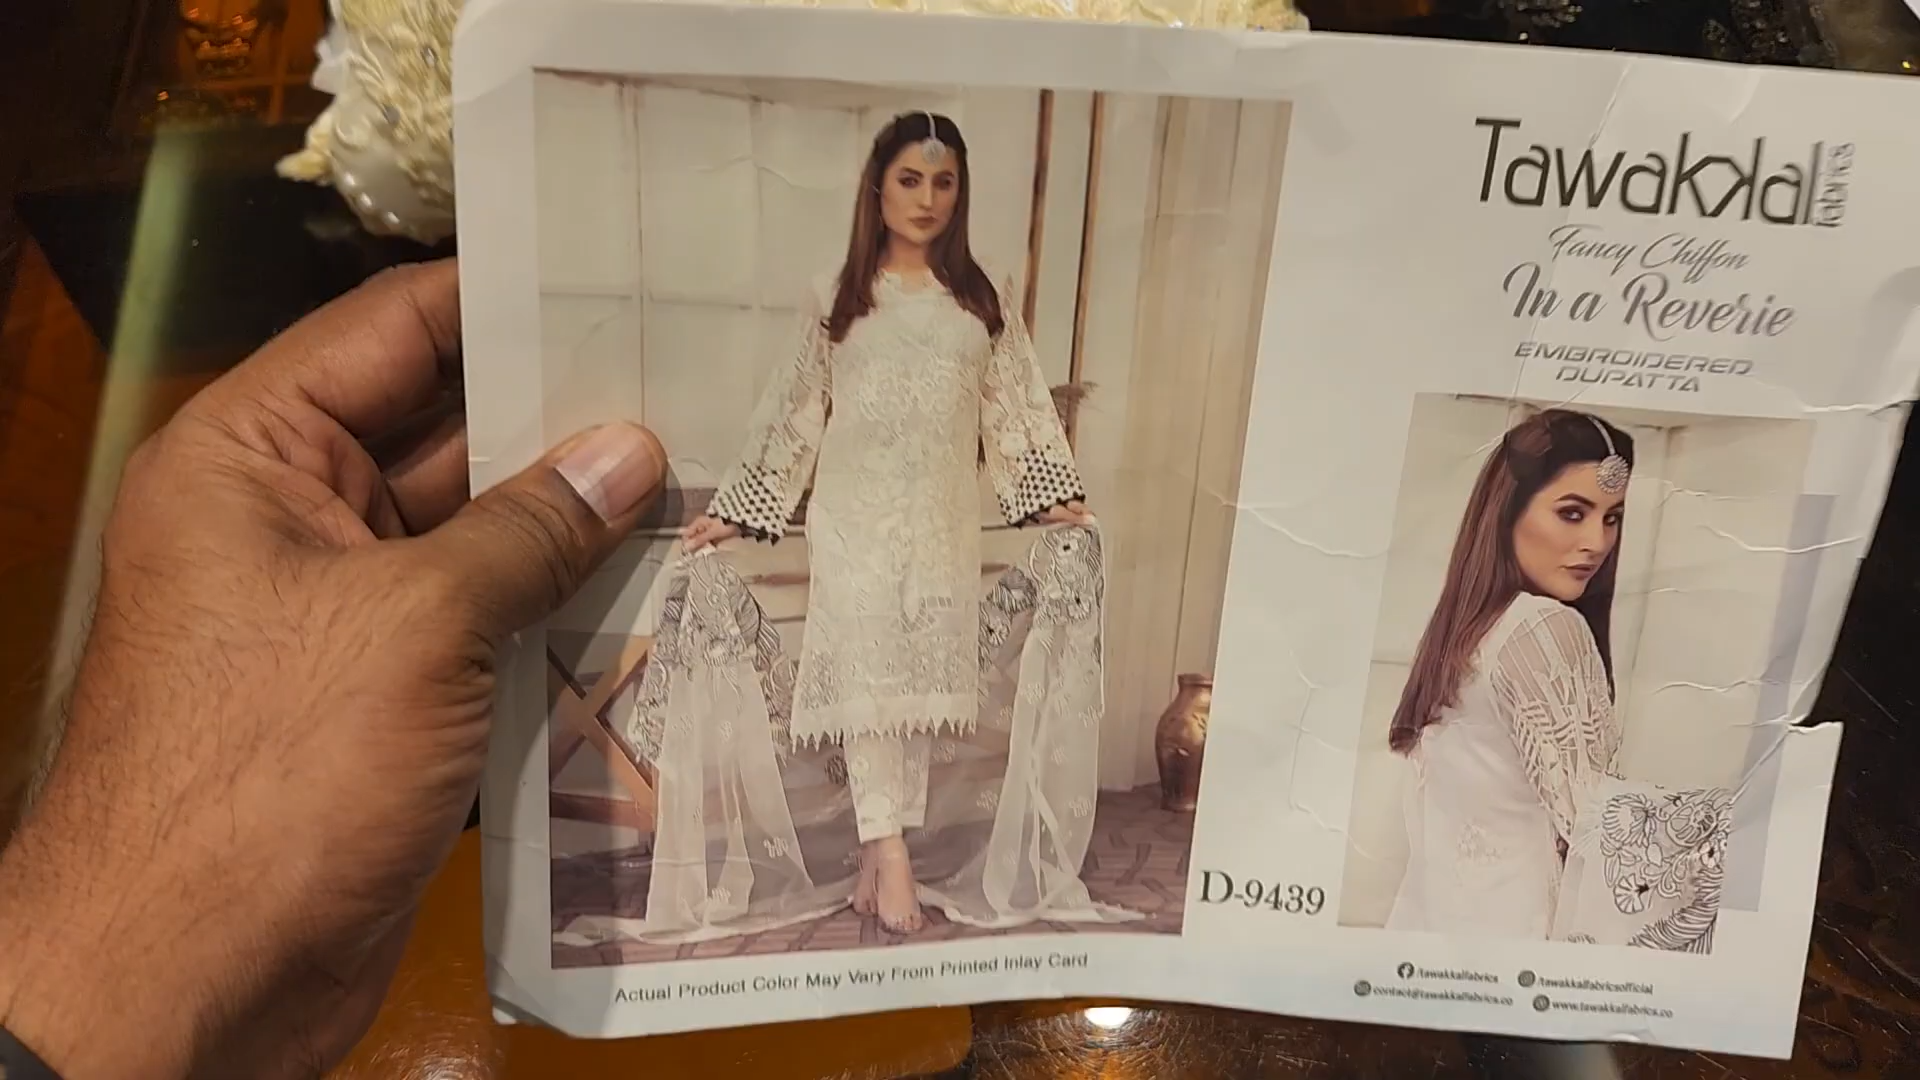 Tawakkal fabrics
Fancy Chiffon
In a Reverie
EMBROIDERED
DUPATTA
D-9439
Actual Product Color May Vary From Printed Inlay Card
/tawakkalfabrics
/tawakkalfabricsofficial
contact@tawakkalfabrics.co
www.tawakkalfabrics.co